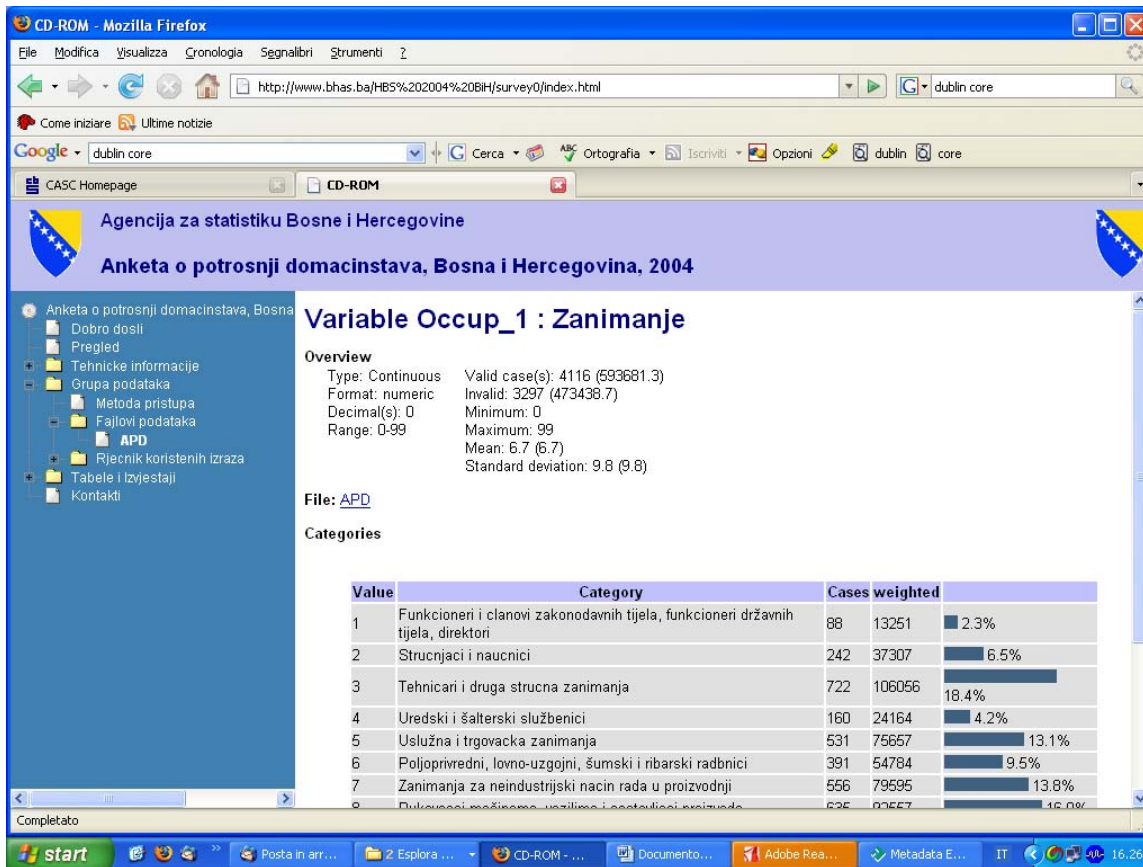 CD-ROM - Mozilla Firefox
File Modifica Visualizza Cronologia Segnalibri Strumenti ?
http://www.bhas.ba/HBS%202004%20BiH/survey0/index.html
G dublin core
Come iniziare Ultime notizie
Google dublin core G Cerca ABC Ortografia Iscriviti Opzioni dublin core
CASC Homepage CD-ROM
Agencija za statistiku Bosne i Hercegovine
Anketa o potrosnji domacinstava, Bosna i Hercegovina, 2004
Anketa o potrosnji domacinstava, Bosna
Dobro dosli
Pregled
Tehnicke informacije
Grupa podataka
Metoda pristupa
Fajlovi podataka
APD
Rjecnik koristenih izraza
Tabele i Izvjestaji
Kontakti
Variable Occup_1 : Zanimanje
Overview
Type: Continuous Valid case(s): 4116 (593681.3)
Format: numeric Invalid: 3297 (473438.7)
Decimal(s): 0 Minimum: 0
Range: 0-99 Maximum: 99
Mean: 6.7 (6.7)
Standard deviation: 9.8 (9.8)
File: APD
Categories
Value Category Cases weighted
1 Funkcioneri i clanovi zakonodavnih tijela, funkcioneri državnih 88 13251 2.3%
tijela, direktori
2 Strucnjaci i naucnici 242 37307 6.5%
3 Tehnicari i druga strucna zanimanja 722 106056 18.4%
4 Uredski i šalterski službenici 160 24164 4.2%
5 Uslužna i trgovacka zanimanja 531 75657 13.1%
6 Poljoprivredni, lovno-uzgojni, šumski i ribarski radbnici 391 54784 9.5%
7 Zanimanja za neindustrijski nacin rada u proizvodnji 556 79595 13.8%
Completato
start Posta in arr... 2 Esplora ... CD-ROM - ... Documento... Adobe Rea... Metadata E... IT 16.26